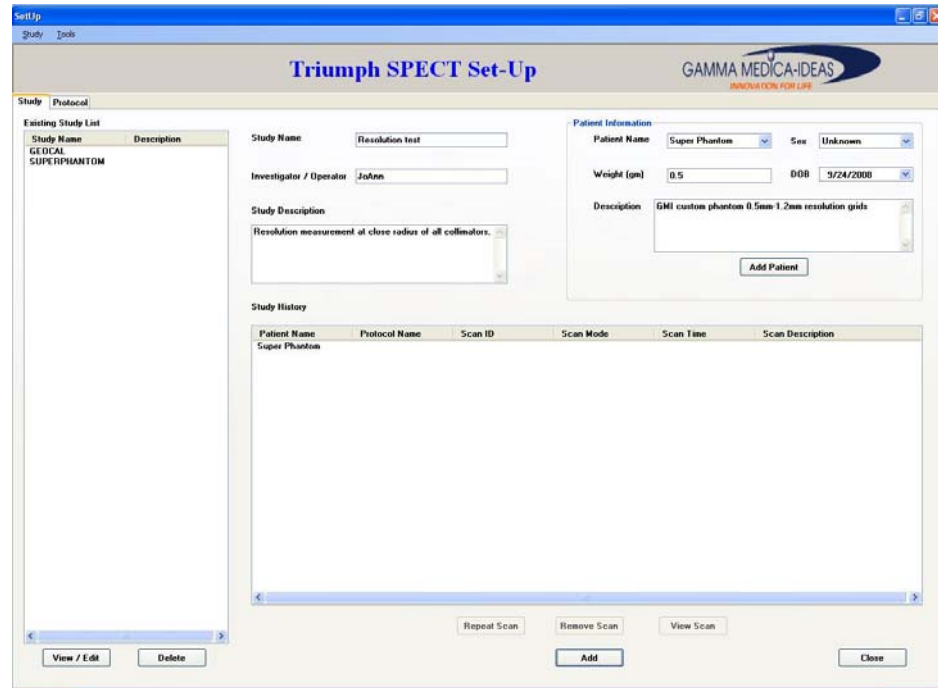 SetUp
Study Tools
Triumph SPECT Set-Up
GAMMA MEDICA-IDEAS
INNOVATION FOR LIFE
Study Protocol
Existing Study List
Study Name Description
GEOCAL
SUPERPHANTOM
View / Edit Delete
Study Name Resolution test
Investigator / Operator JoAnn
Study Description
Resolution measurement at close radius of all collimators.
Patient Information
Patient Name Super Phantom Sex Unknown
Weight (gm) 0.5 DOB 9/24/2008
Description GMI custom phantom 0.5mm-1.2mm resolution grids
Add Patient
Study History
Patient Name Protocol Name Scan ID Scan Mode Scan Time Scan Description
Super Phantom
Repeat Scan Remove Scan View Scan
Add Close